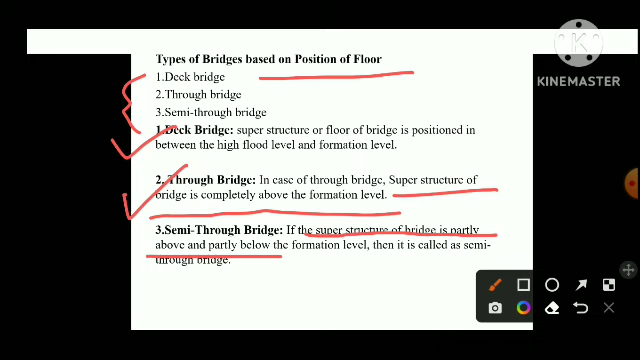 Types of Bridges based on Position of Floor
1.Deck bridge
2.Through bridge
3.Semi-through bridge
1.Deck Bridge: super structure or floor of bridge is positioned in
between the high flood level and formation level.
2. Through Bridge: In case of through bridge, Super structure of
bridge is completely above the formation level.
3.Semi-Through Bridge: If the super structure of bridge is partly
above and partly below the formation level, then it is called as semi-
through bridge.
K
KINEMASTER